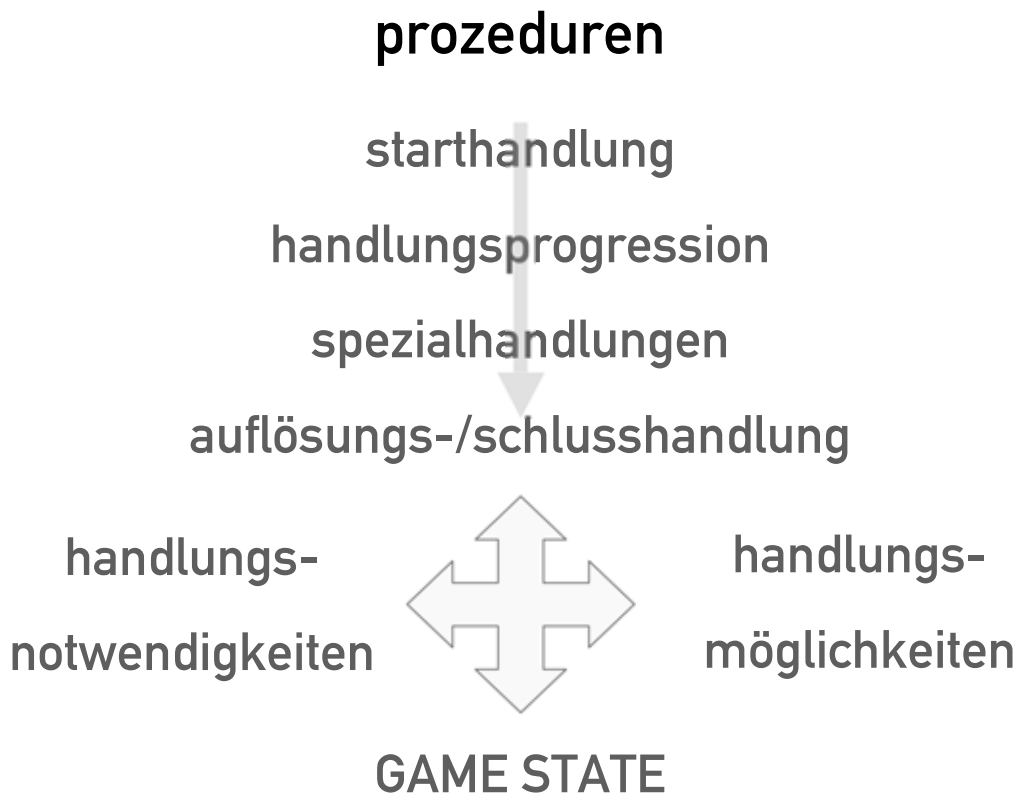 prozeduren
starthandlung
handlungsprogression
spezialhandlungen
auflösungs-/schlusshandlung
handlungs-
notwendigkeiten
handlungs-
möglichkeiten
GAME STATE